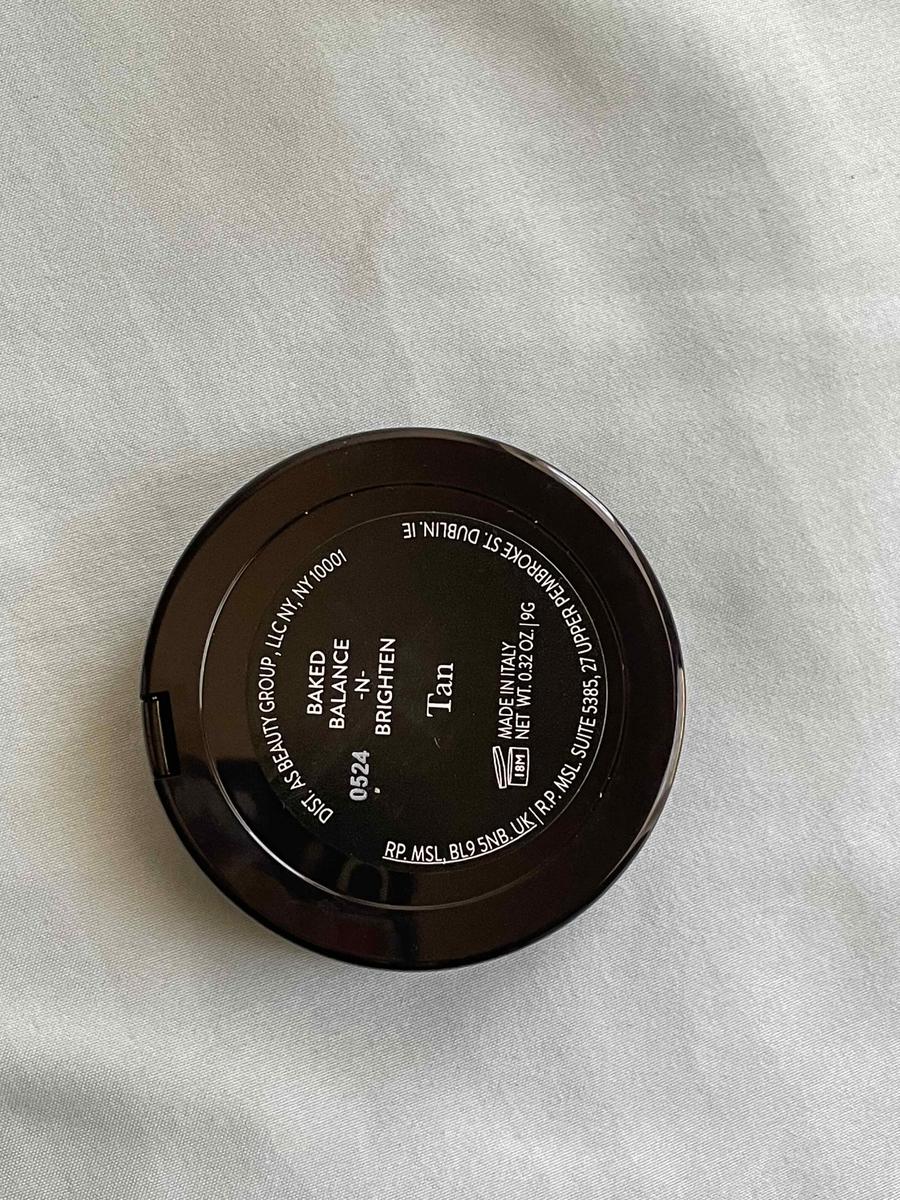 DIST. AS BEAUTY GROUP, LLC NY, NY 10001
BAKED
BALANCE
-N-
BRIGHTEN
0524
Tan
18M
MADE IN ITALY
NET WT. 0.32 OZ. | 9G
RP. MSL, BL9 5NB. UK | R.P. MSL. SUITE 5385, 27 UPPER PEMBROKE ST. DUBLIN. IE